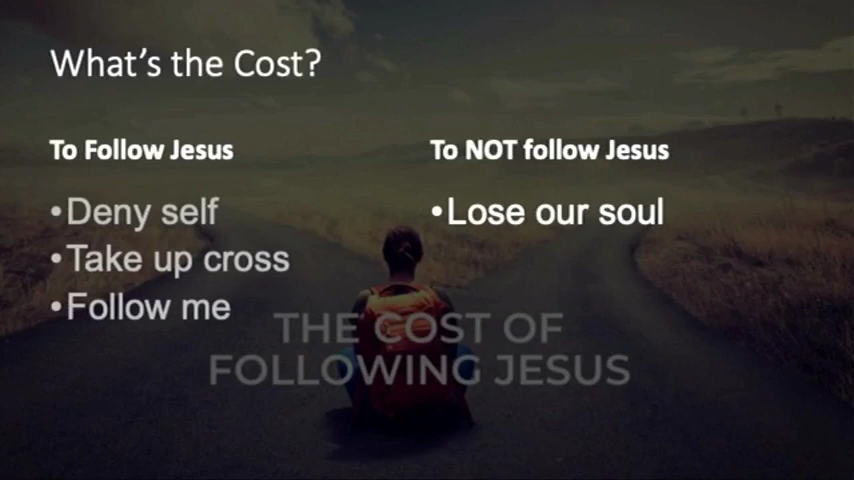 What's the Cost?
To Follow Jesus
•Deny self
•Take up cross
•Follow me
To NOT follow Jesus
•Lose our soul
THE COST OF
FOLLOWING JESUS